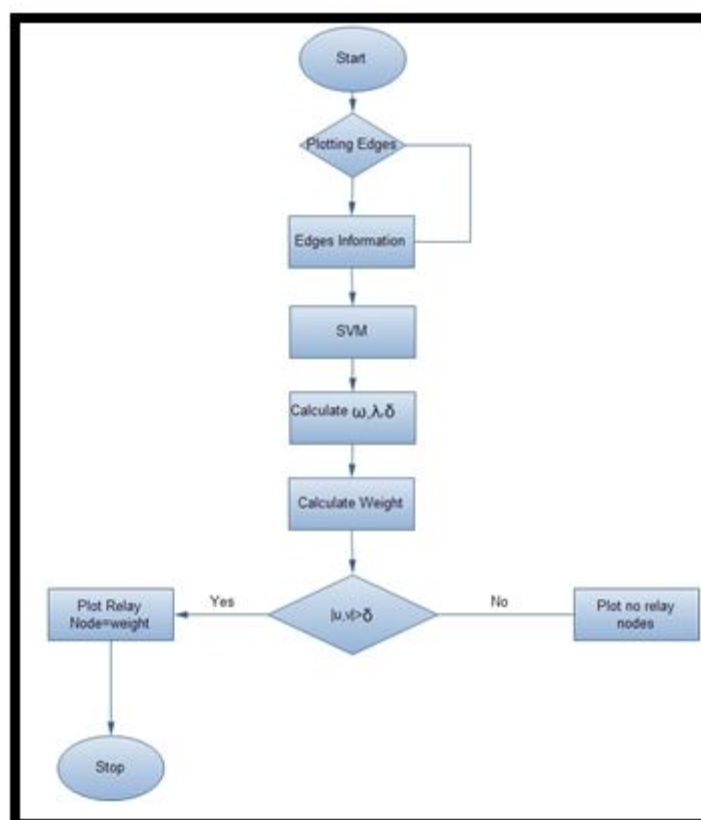 Start
Plotting Edges
Edges Information
SVM
Calculate ω,λ,δ
Calculate Weight
|u,v|>δ
Yes
No
Plot Relay
Node=weight
Plot no relay
nodes
Stop